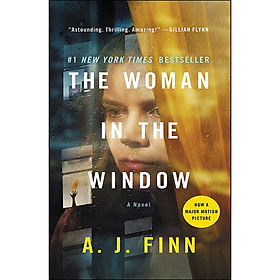 "Astounding. Thrilling. Amazing!" —GILLIAN FLYNN
#1 NEW YORK TIMES BESTSELLER
THE WOMAN
IN THE
WINDOW
A Novel
NOW A
MAJOR MOTION
PICTURE
A. J. FINN